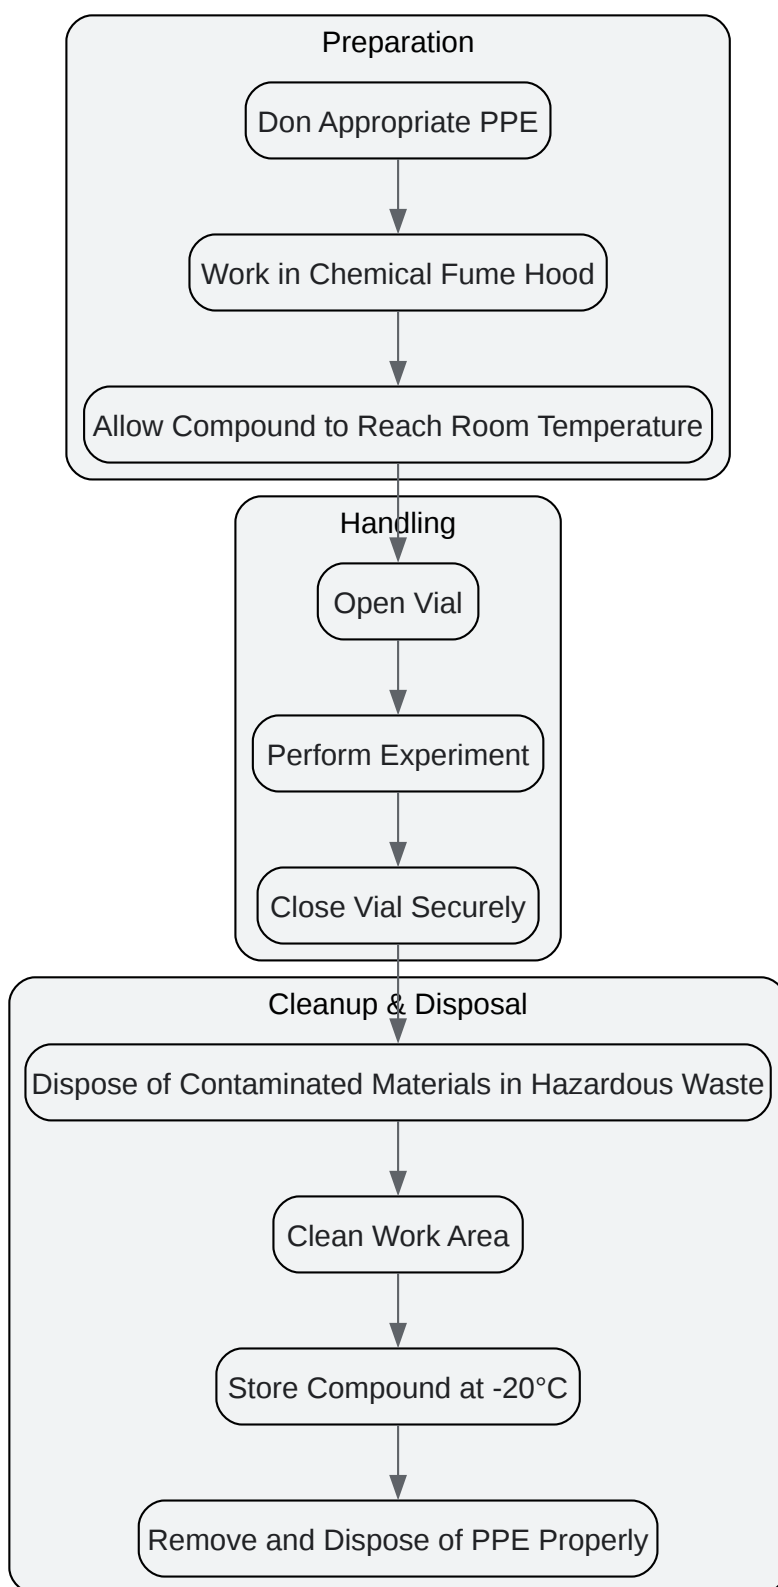 Preparation
Don Appropriate PPE
Work in Chemical Fume Hood
Allow Compound to Reach Room Temperature
Handling
Open Vial
Perform Experiment
Close Vial Securely
Cleanup & Disposal
Dispose of Contaminated Materials in Hazardous Waste
Clean Work Area
Store Compound at -20°C
Remove and Dispose of PPE Properly